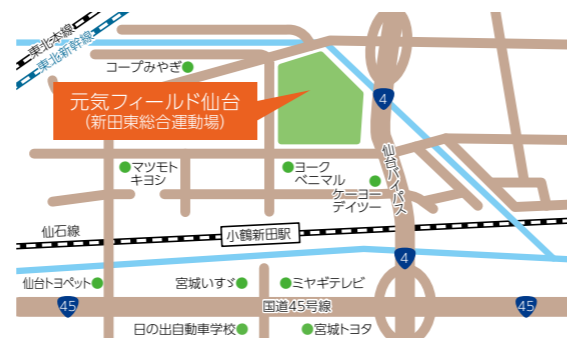 東北本線
東北新幹線
コープみやぎ
元気フィールド仙台
(新田東総合運動場)
4
マツモト
キヨシ
ヨーク
ベニマル
ケーヨー
デイツー
仙台バイパス
仙石線
小鶴新田駅
4
仙台トヨペット
宮城いすゞ
ミヤギテレビ
45
国道45号線
45
日の出自動車学校
宮城トヨタ